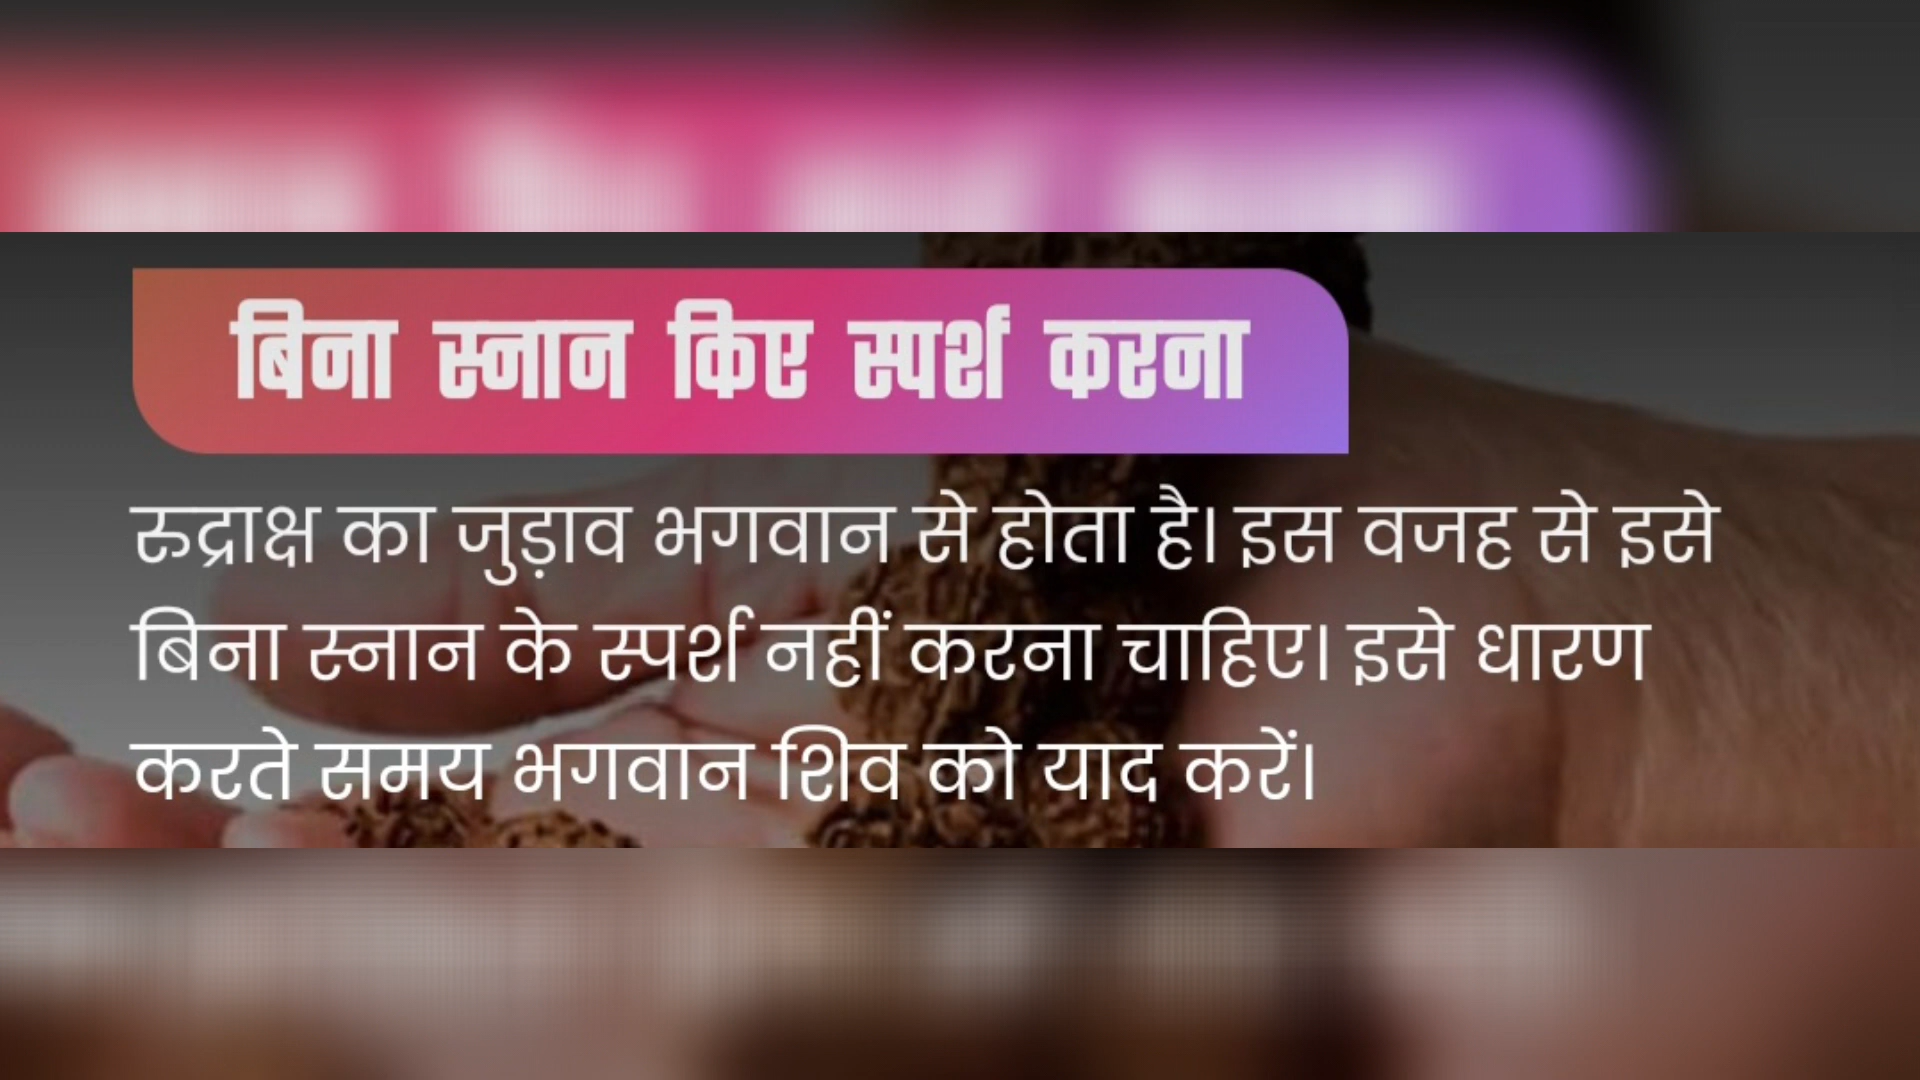 बिना स्नान किए स्पर्श करना
रुद्राक्ष का जुड़ाव भगवान से होता है। इस वजह से इसे
बिना स्नान के स्पर्श नहीं करना चाहिए। इसे धारण
करते समय भगवान शिव को याद करें।